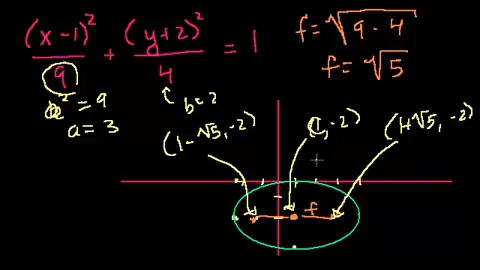 (x-1)²/9 + (y+2)²/4 = 1
f = √(9 - 4)
f = √5
a² = 9
a = 3
b = 2
(1-√5, -2)
(1, -2)
(1+√5, -2)
f